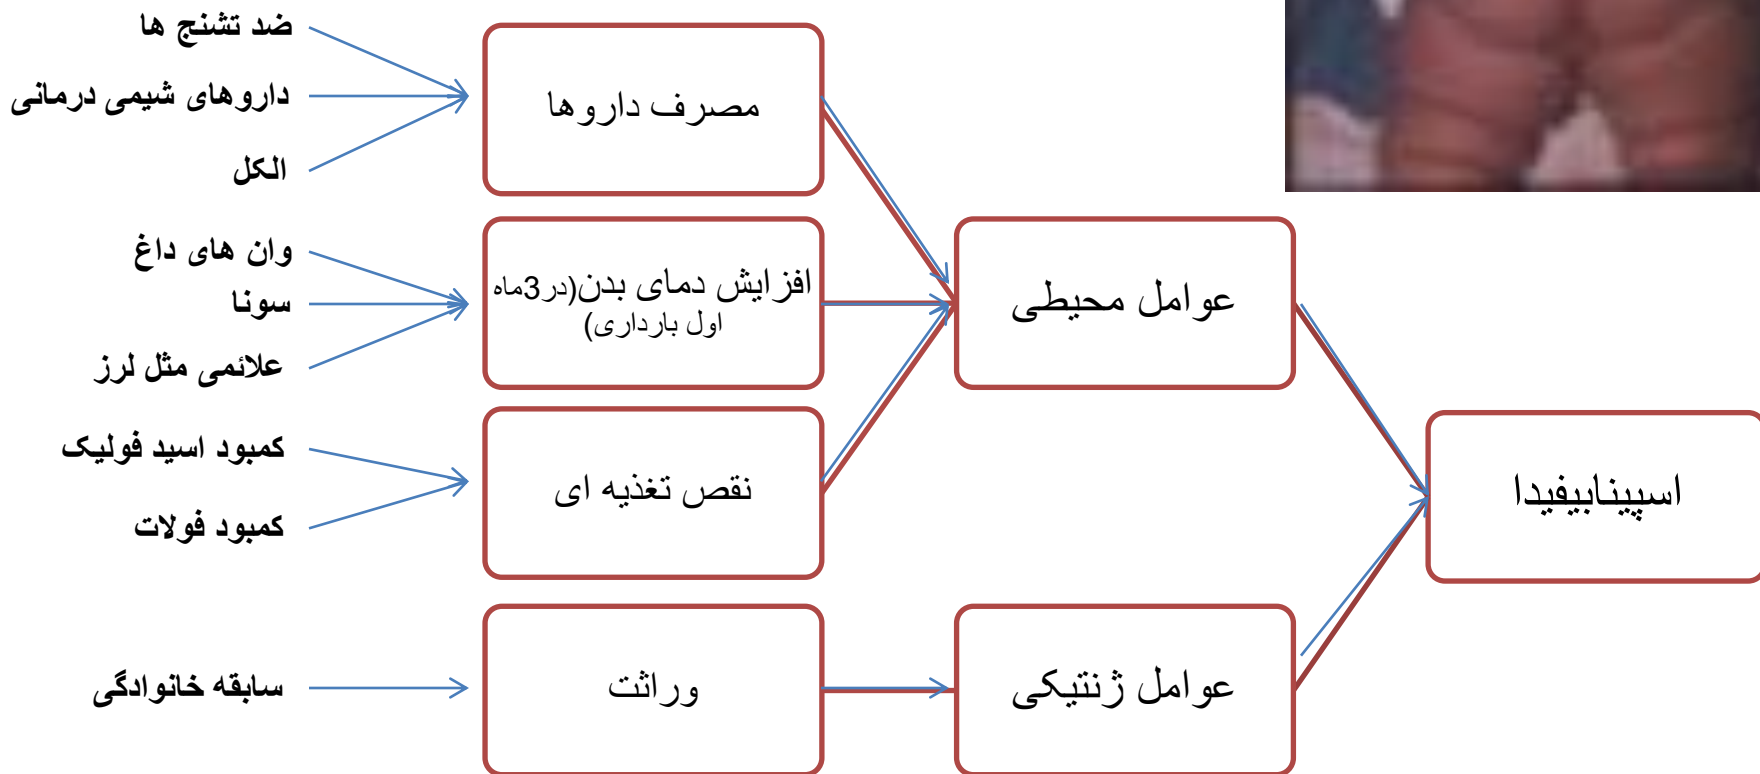 ضد تشنج ها
داروهای شیمی درمانی
الکل
مصرف داروها
وان های داغ
سونا
علائمی مثل لرز
افزایش دمای بدن(در3ماه
اول بارداری)
عوامل محیطی
کمبود اسید فولیک
کمبود فولات
نقص تغذیه ای
اسپینابیفیدا
سابقه خانوادگی
وراثت
عوامل ژنتیکی